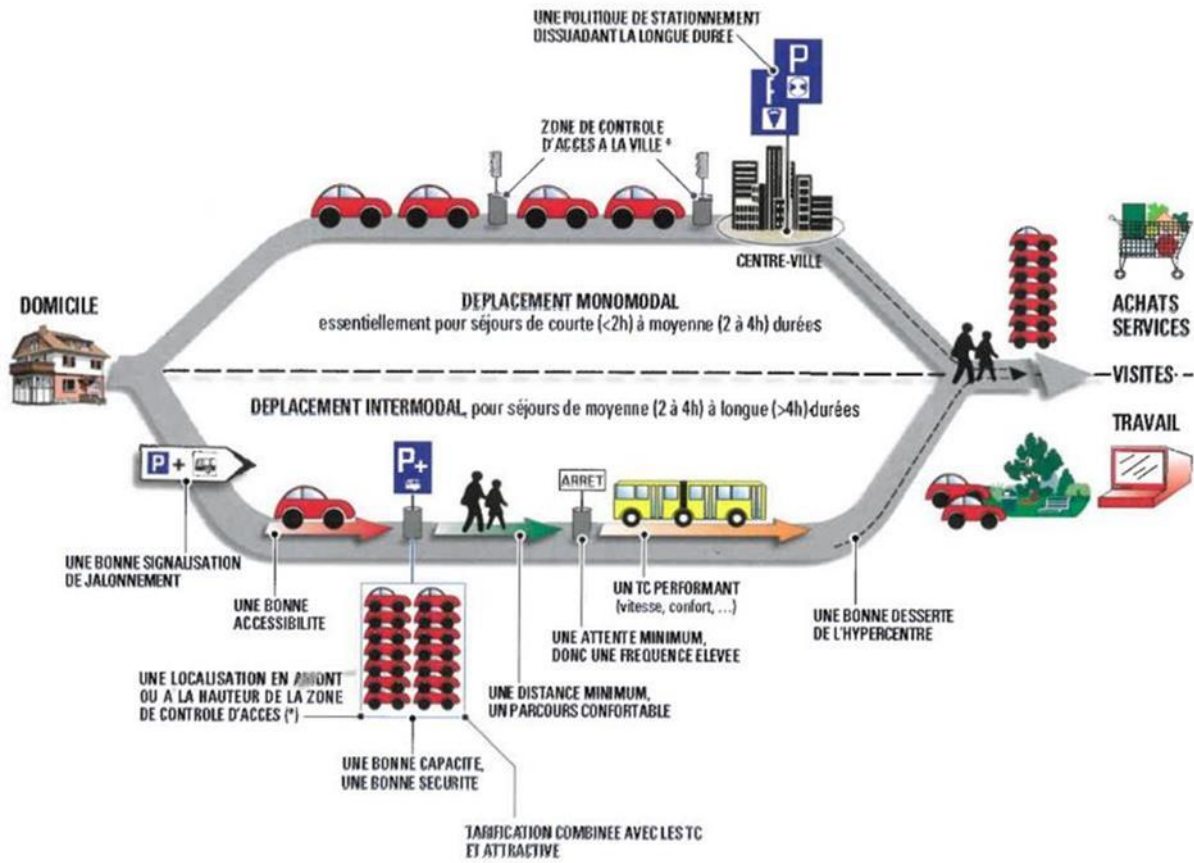 UNE POLITIQUE DE STATIONNEMENT
DISSUADANT LA LONGUE DUREE
P
P
ZONE DE CONTROLE
D'ACCES A LA VILLE *
CENTRE-VILLE
DOMICILE
DEPLACEMENT MONOMODAL
essentiellement pour séjours de courte (<2h) à moyenne (2 à 4h) durées
ACHATS
SERVICES
VISITES
DEPLACEMENT INTERMODAL, pour séjours de moyenne (2 à 4h) à longue (>4h) durées
TRAVAIL
P +
P+
ARRET
UNE BONNE SIGNALISATION
DE JALONNEMENT
UNE BONNE
ACCESSIBILITE
UN TC PERFORMANT
(vitesse, confort, ...)
UNE BONNE DESSERTE
DE L'HYPERCENTRE
UNE ATTENTE MINIMUM,
DONC UNE FREQUENCE ELEVEE
UNE LOCALISATION EN AMONT
OU A LA HAUTEUR DE LA ZONE
DE CONTROLE D'ACCES (*)
UNE DISTANCE MINIMUM,
UN PARCOURS CONFORTABLE
UNE BONNE CAPACITE,
UNE BONNE SECURITE
TARIFICATION COMBINEE AVEC LES TC
ET ATTRACTIVE